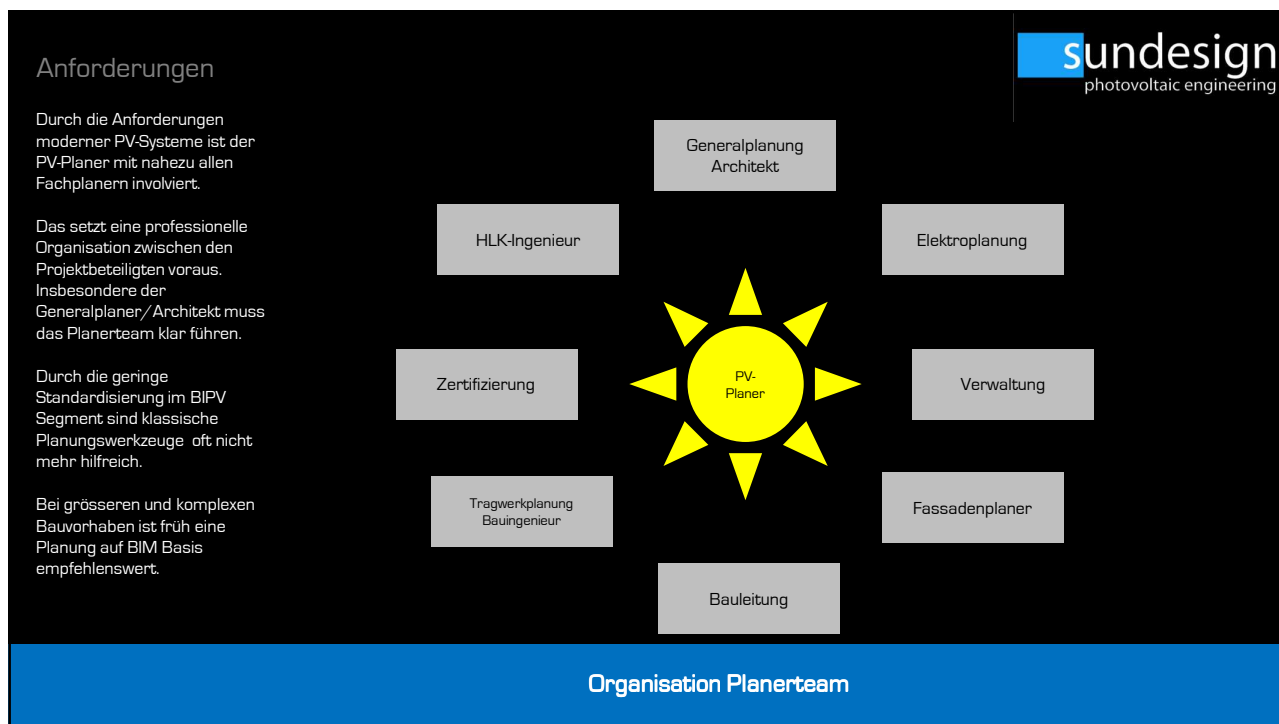 Anforderungen
sundesign
photovoltaic engineering
Durch die Anforderungen
moderner PV-Systeme ist der
PV-Planer mit nahezu allen
Fachplanern involviert.
Das setzt eine professionelle
Organisation zwischen den
Projektbeteiligten voraus.
Insbesondere der
Generalplaner/Architekt muss
das Planerteam klar führen.
Durch die geringe
Standardisierung im BIPV
Segment sind klassische
Planungswerkzeuge oft nicht
mehr hilfreich.
Bei grösseren und komplexen
Bauvorhaben ist früh eine
Planung auf BIM Basis
empfehlenswert.
Generalplanung
Architekt
HLK-Ingenieur
Elektroplanung
Zertifizierung
PV-
Planer
Verwaltung
Tragwerkplanung
Bauingenieur
Fassadenplaner
Bauleitung
Organisation Planerteam